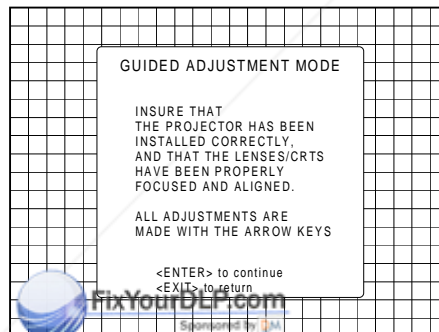 GUIDED ADJUSTMENT MODE
INSURE THAT
THE PROJECTOR HAS BEEN
INSTALLED CORRECTLY,
AND THAT THE LENSES/CRTS
HAVE BEEN PROPERLY
FOCUSED AND ALIGNED.
ALL ADJUSTMENTS ARE
MADE WITH THE ARROW KEYS
<ENTER> to continue
<EXIT> to return
FixYourDLP.com
Sponsored by